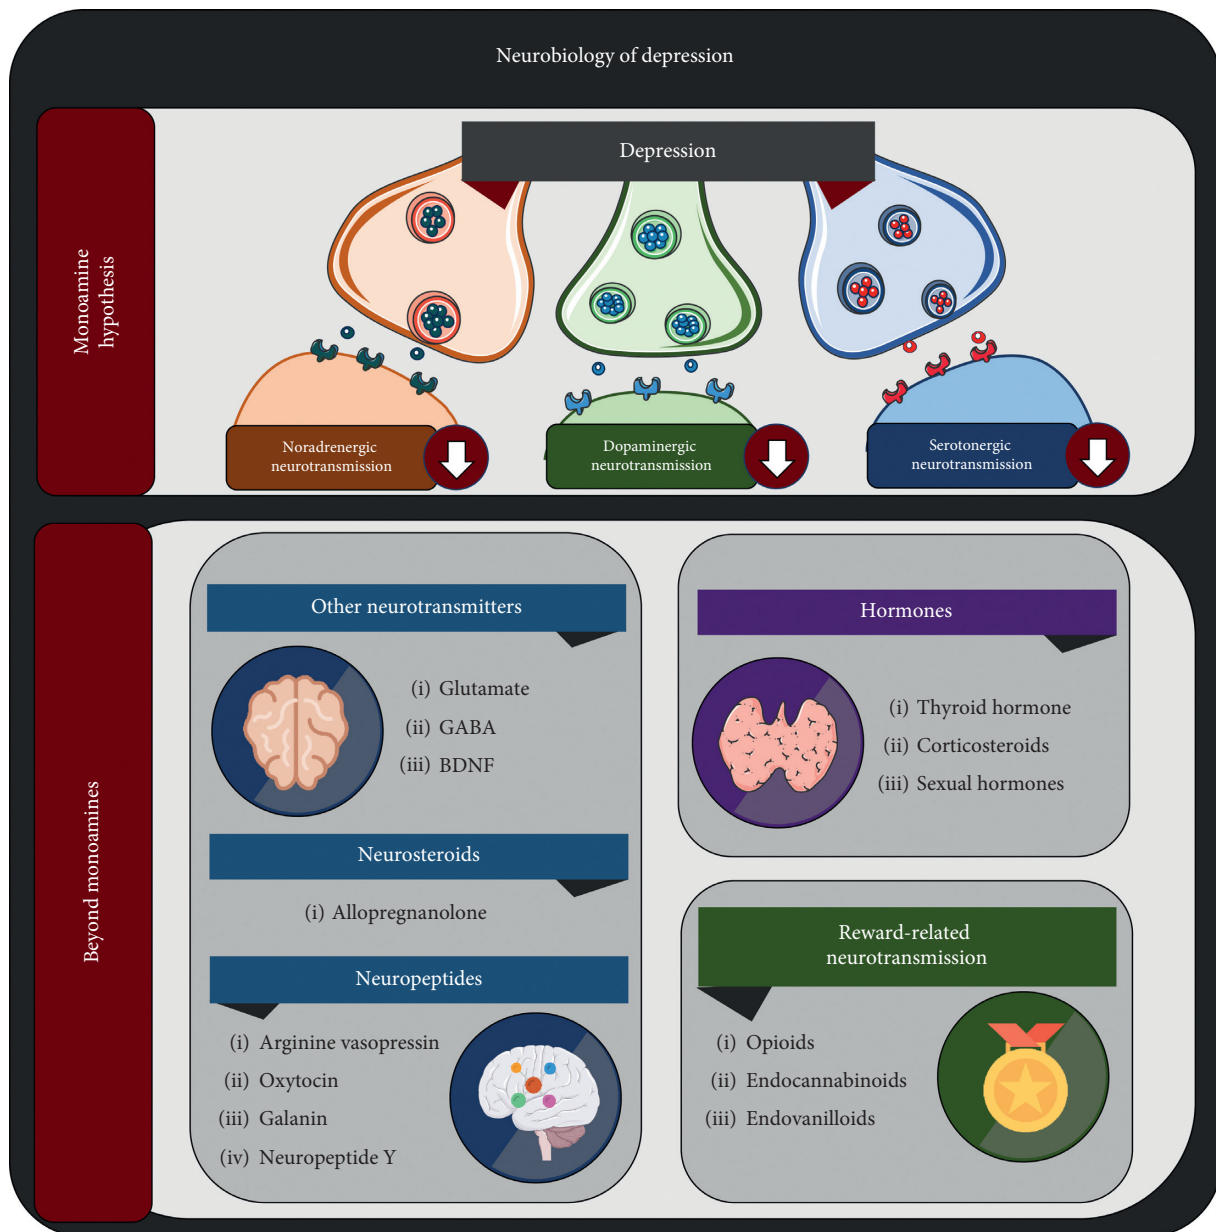 Neurobiology of depression
Monoamine
hypothesis
Depression
Noradrenergic
neurotransmission
Dopaminergic
neurotransmission
Serotonergic
neurotransmission
Beyond monoamines
Other neurotransmitters
(i) Glutamate
(ii) GABA
(iii) BDNF
Neurosteroids
(i) Allopregnanolone
Neuropeptides
(i) Arginine vasopressin
(ii) Oxytocin
(iii) Galanin
(iv) Neuropeptide Y
Hormones
(i) Thyroid hormone
(ii) Corticosteroids
(iii) Sexual hormones
Reward-related
neurotransmission
(i) Opioids
(ii) Endocannabinoids
(iii) Endovanilloids